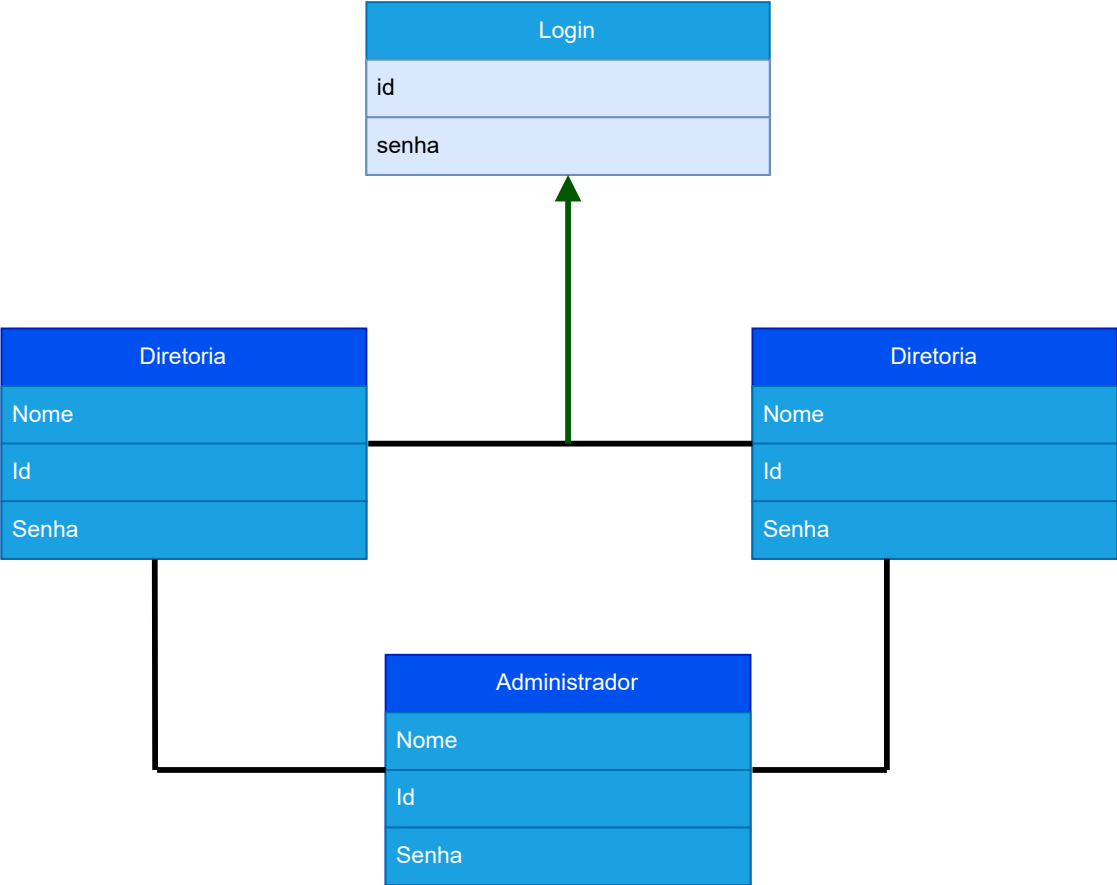 Login
id
senha
Diretoria
Nome
Id
Senha
Diretoria
Nome
Id
Senha
Administrador
Nome
Id
Senha